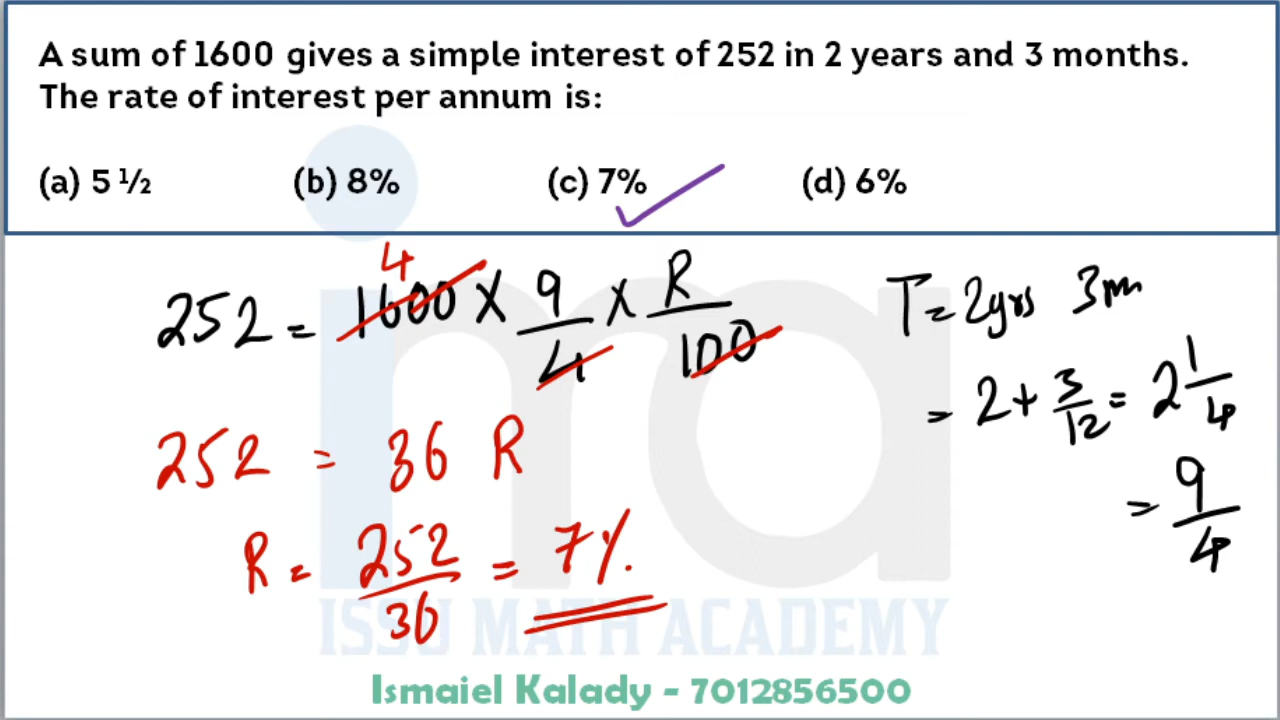 A sum of 1600 gives a simple interest of 252 in 2 years and 3 months.
The rate of interest per annum is:
(a) 5 ½ (b) 8% (c) 7% (d) 6%
4
252 = 1600 X 9/4 X R/100
T = 2yrs 3m
= 2 + 3/12 = 2 1/4
= 9/4
252 = 36 R
R = 252/36 = 7%
ima
ISSU MATH ACADEMY
Ismaiel Kalady - 7012856500